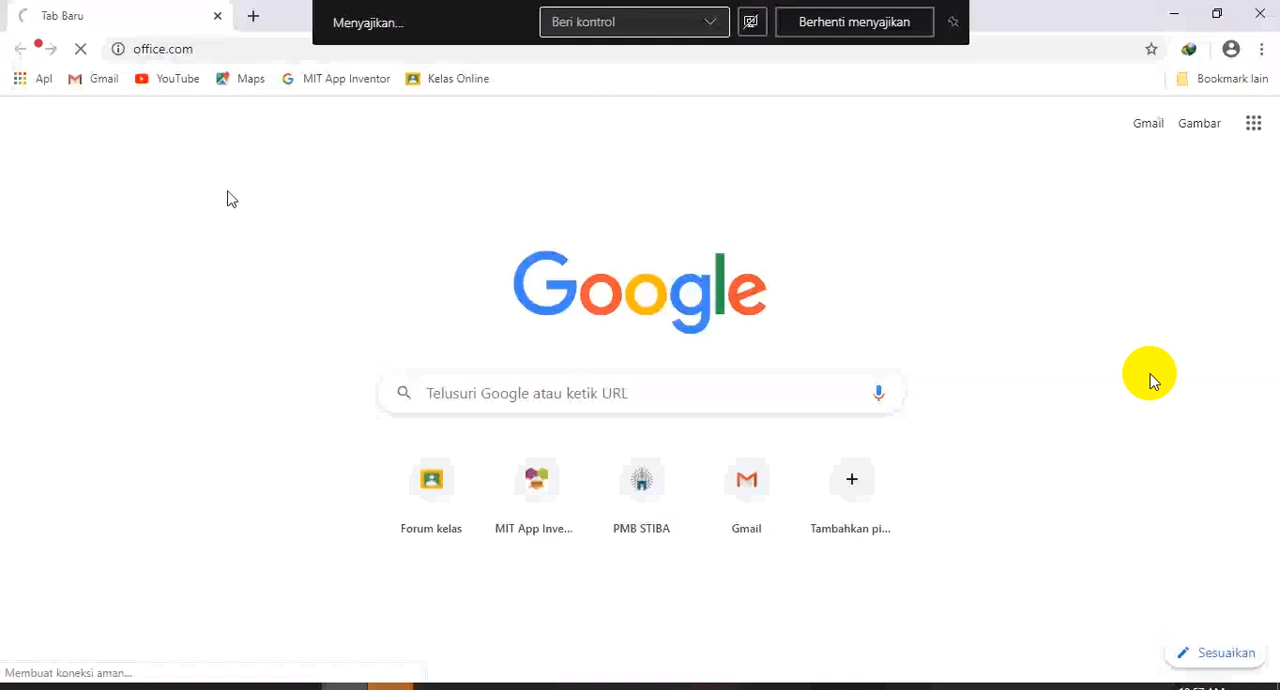 Tab Baru
Menyajikan...
Beri kontrol
Berhenti menyajikan
office.com
Apl
Gmail
YouTube
Maps
MIT App Inventor
Kelas Online
Bookmark lain
Gmail
Gambar
Google
Telusuri Google atau ketik URL
Forum kelas
MIT App Inve...
PMB STIBA
Gmail
Tambahkan pi...
Sesuaikan
Membuat koneksi aman...